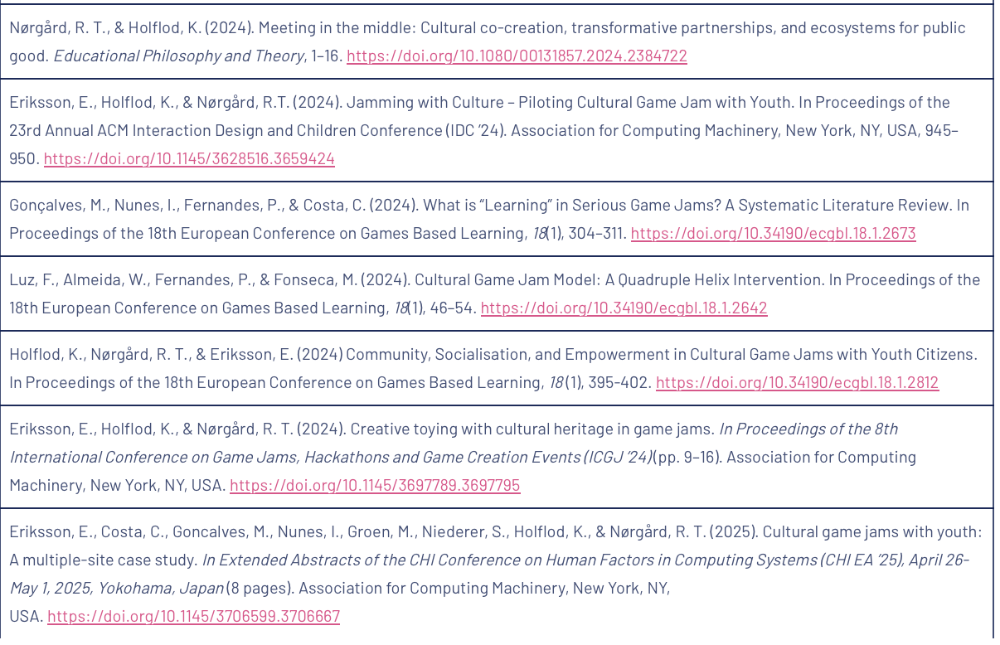 Nørgård, R. T., & Holflod, K. (2024). Meeting in the middle: Cultural co-creation, transformative partnerships, and ecosystems for public
good. Educational Philosophy and Theory, 1–16. https://doi.org/10.1080/00131857.2024.2384722
Eriksson, E., Holflod, K., & Nørgård, R.T. (2024). Jamming with Culture – Piloting Cultural Game Jam with Youth. In Proceedings of the
23rd Annual ACM Interaction Design and Children Conference (IDC ’24). Association for Computing Machinery, New York, NY, USA, 945–
950. https://doi.org/10.1145/3628516.3659424
Gonçalves, M., Nunes, I., Fernandes, P., & Costa, C. (2024). What is “Learning” in Serious Game Jams? A Systematic Literature Review. In
Proceedings of the 18th European Conference on Games Based Learning, 18(1), 304–311. https://doi.org/10.34190/ecgbl.18.1.2673
Luz, F., Almeida, W., Fernandes, P., & Fonseca, M. (2024). Cultural Game Jam Model: A Quadruple Helix Intervention. In Proceedings of the
18th European Conference on Games Based Learning, 18(1), 46–54. https://doi.org/10.34190/ecgbl.18.1.2642
Holflod, K., Nørgård, R. T., & Eriksson, E. (2024) Community, Socialisation, and Empowerment in Cultural Game Jams with Youth Citizens.
In Proceedings of the 18th European Conference on Games Based Learning, 18 (1), 395-402. https://doi.org/10.34190/ecgbl.18.1.2812
Eriksson, E., Holflod, K., & Nørgård, R. T. (2024). Creative toying with cultural heritage in game jams. In Proceedings of the 8th
International Conference on Game Jams, Hackathons and Game Creation Events (ICGJ ’24) (pp. 9–16). Association for Computing
Machinery, New York, NY, USA. https://doi.org/10.1145/3697789.3697795
Eriksson, E., Costa, C., Goncalves, M., Nunes, I., Groen, M., Niederer, S., Holflod, K., & Nørgård, R. T. (2025). Cultural game jams with youth:
A multiple-site case study. In Extended Abstracts of the CHI Conference on Human Factors in Computing Systems (CHI EA ’25), April 26-
May 1, 2025, Yokohama, Japan (8 pages). Association for Computing Machinery, New York, NY,
USA. https://doi.org/10.1145/3706599.3706667